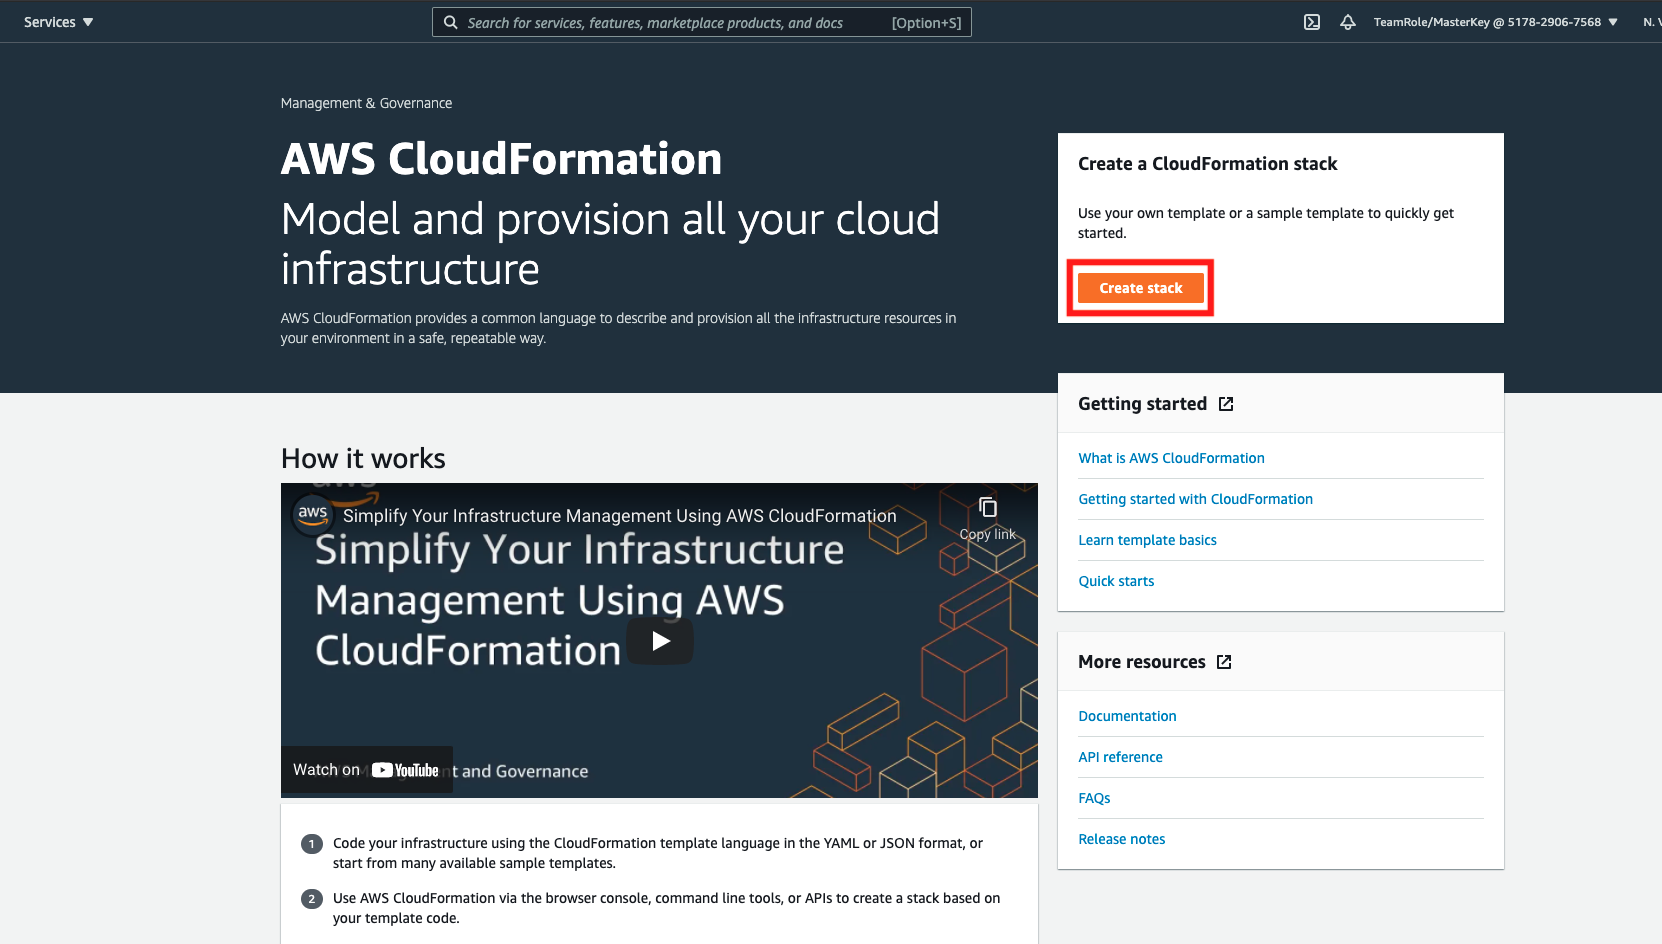 Services
Search for services, features, marketplace products, and docs [Option+S]
TeamRole/MasterKey @ 5178-2906-7568
N.
Management & Governance
AWS CloudFormation
Model and provision all your cloud
infrastructure
AWS CloudFormation provides a common language to describe and provision all the infrastructure resources in
your environment in a safe, repeatable way.
Create a CloudFormation stack
Use your own template or a sample template to quickly get
started.
Create stack
Getting started
What is AWS CloudFormation
Getting started with CloudFormation
Learn template basics
Quick starts
More resources
Documentation
API reference
FAQs
Release notes
How it works
aws
aws
Simplify Your Infrastructure Management Using AWS CloudFormation
Copy link
Simplify Your Infrastructure
Management Using AWS
CloudFormation
Watch on YouTube
and Governance
1 Code your infrastructure using the CloudFormation template language in the YAML or JSON format, or
start from many available sample templates.
2 Use AWS CloudFormation via the browser console, command line tools, or APIs to create a stack based on
your template code.